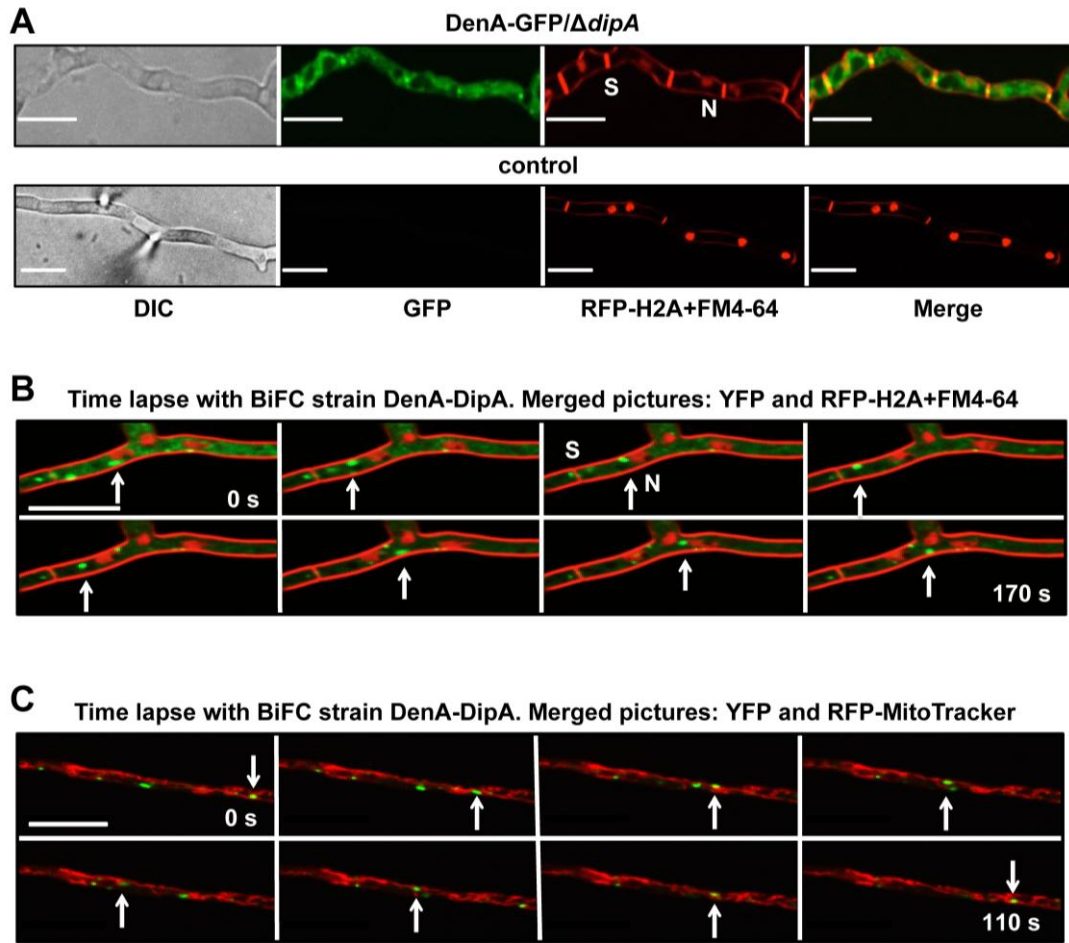 A
DenA-GFP/ΔdipA
S
N
control
DIC GFP RFP-H2A+FM4-64 Merge
B
Time lapse with BiFC strain DenA-DipA. Merged pictures: YFP and RFP-H2A+FM4-64
0 s
S
N
170 s
C
Time lapse with BiFC strain DenA-DipA. Merged pictures: YFP and RFP-MitoTracker
0 s
110 s